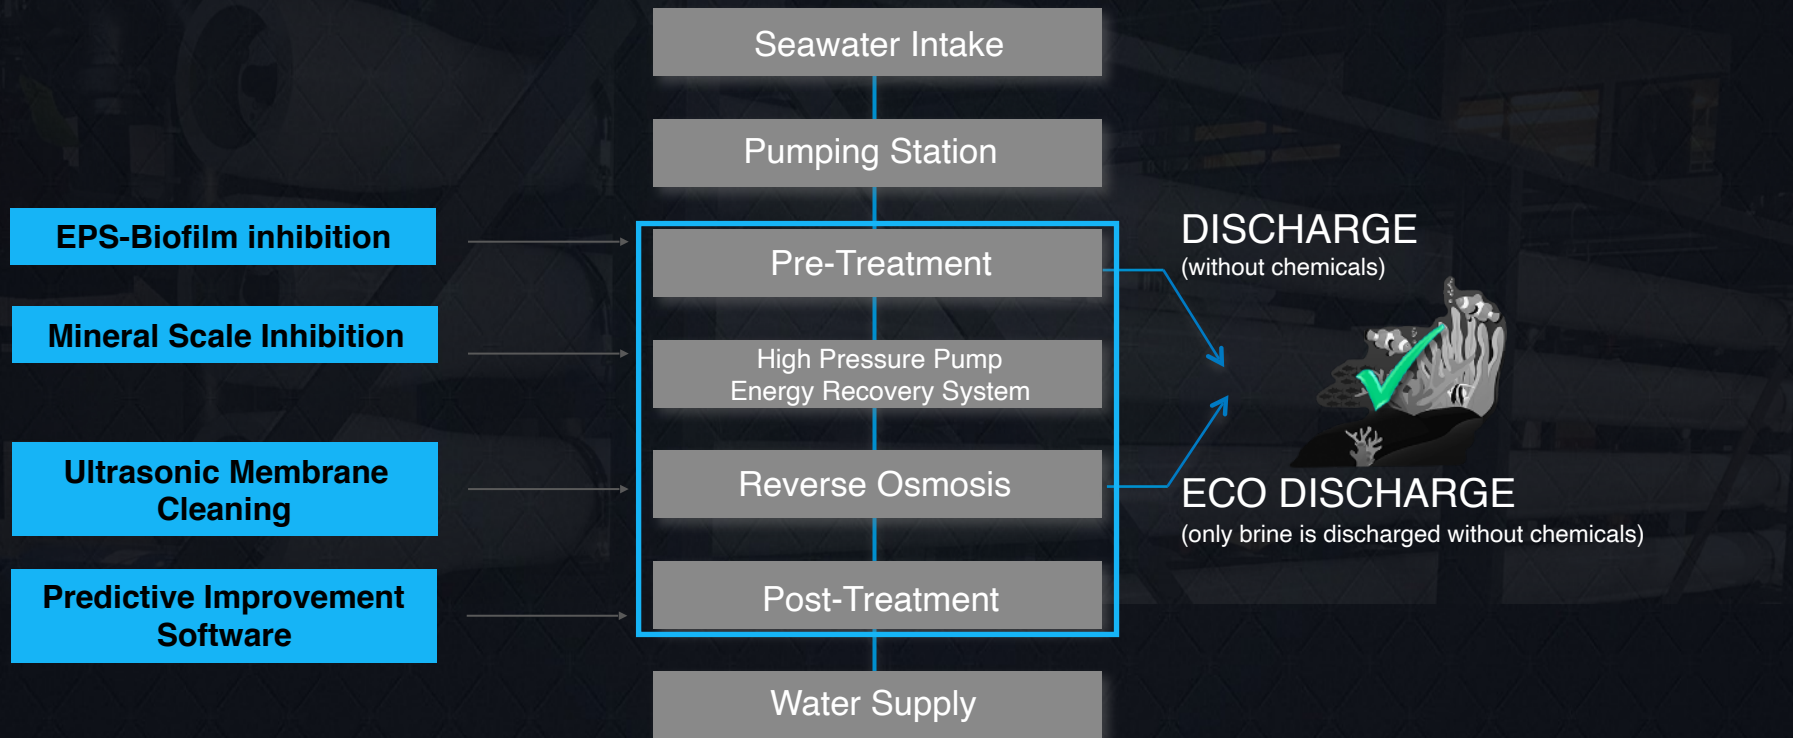 Seawater Intake
Pumping Station
EPS-Biofilm inhibition
Mineral Scale Inhibition
Ultrasonic Membrane
Cleaning
Predictive Improvement
Software
Pre-Treatment
High Pressure Pump
Energy Recovery System
Reverse Osmosis
Post-Treatment
Water Supply
DISCHARGE
(without chemicals)
ECO DISCHARGE
(only brine is discharged without chemicals)